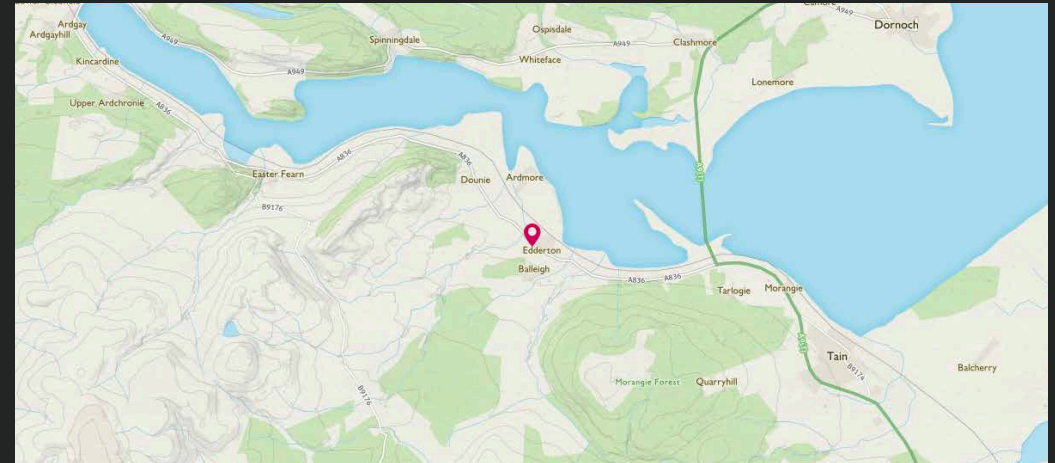 A949
Dornoch
Ardgay
Ardgayhill
A949
Spinningdale
Ospisdale
A949
Clashmore
Whiteface
Kincardine
A949
Lonemore
Upper Ardchronie
A836
A836
A836
Easter Fearn
Dounie
Ardmore
B9176
Edderton
Balleigh
A836
A836
Tarlogie
Morangie
Tain
B9174
Balcherry
Morangie Forest
Quarryhill
B9176